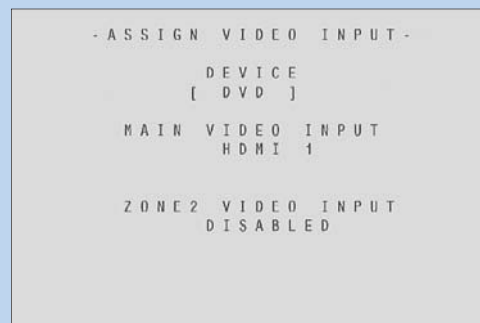 -ASSIGN VIDEO INPUT-
DEVICE
[ DVD ]
MAIN VIDEO INPUT
HDMI 1
ZONE2 VIDEO INPUT
DISABLED